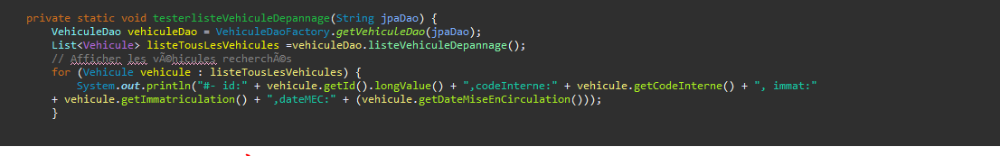 private static void testerlisteVehiculeDepannage(String jpaDao) {
VehiculeDao vehiculeDao = VehiculeDaoFactory.getVehiculeDao(jpaDao);
List<Vehicule> listeTousLesVehicules =vehiculeDao.listeVehiculeDepannage();
// Afficher les vÃ©hicules recherchÃ©s
for (Vehicule vehicule : listeTousLesVehicules) {
System.out.println("#- id:" + vehicule.getId().longValue() + ",codeInterne:" + vehicule.getCodeInterne() + ", immat:"
+ vehicule.getImmatriculation() + ",dateMEC:" + (vehicule.getDateMiseEnCirculation()));
}